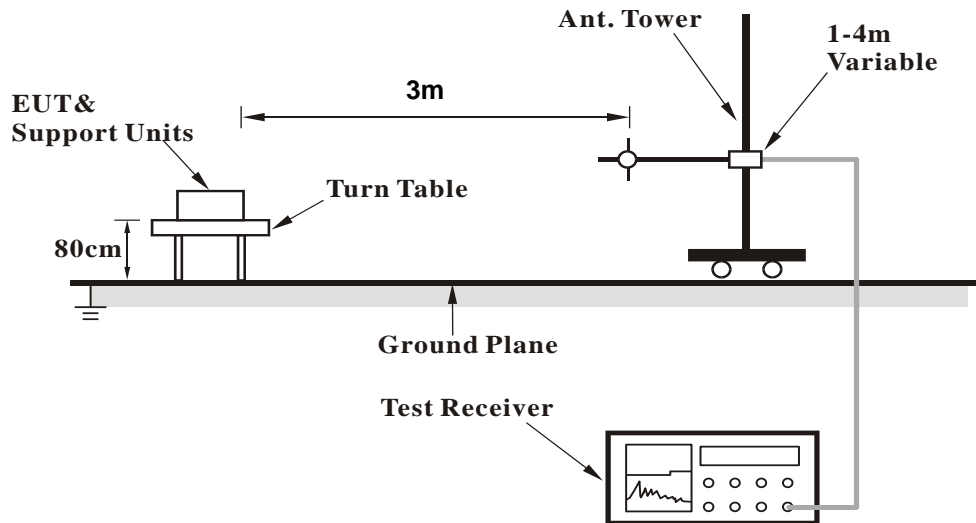 Ant. Tower
1-4m
Variable
3m
EUT&
Support Units
Turn Table
80cm
Ground Plane
Test Receiver